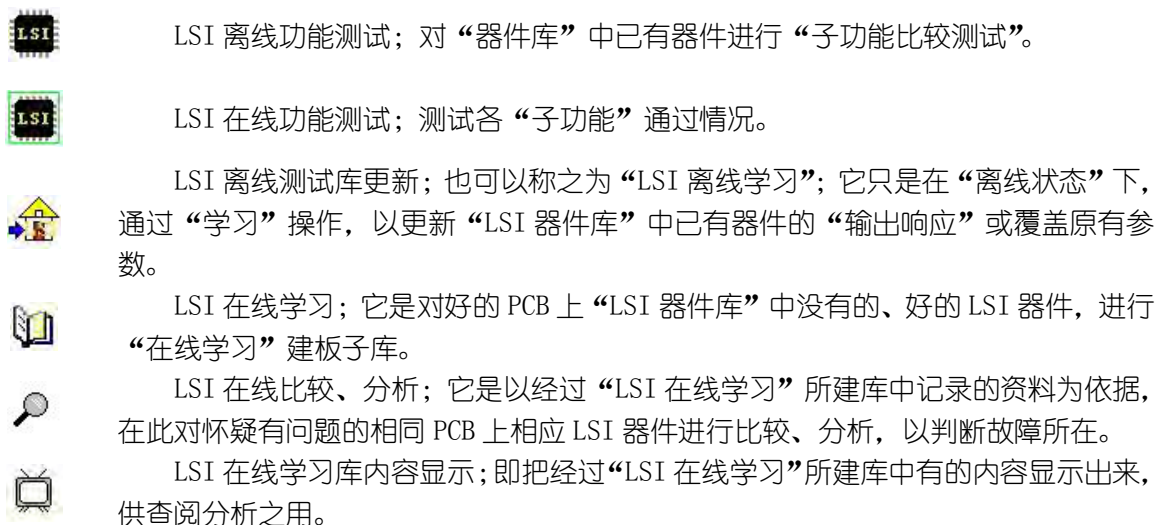 LSI
LSI 离线功能测试；对“器件库”中已有器件进行“子功能比较测试”。
LSI
LSI 在线功能测试；测试各“子功能”通过情况。
LSI 离线测试库更新；也可以称之为“LSI 离线学习”；它只是在“离线状态”下，
通过“学习”操作，以更新“LSI 器件库”中已有器件的“输出响应”或覆盖原有参
数。
LSI 在线学习；它是对好的 PCB 上“LSI 器件库”中没有的、好的 LSI 器件，进行
“在线学习”建板子库。
LSI 在线比较、分析；它是以经过“LSI 在线学习”所建库中记录的资料为依据，
在此对怀疑有问题的相同 PCB 上相应 LSI 器件进行比较、分析，以判断故障所在。
LSI 在线学习库内容显示；即把经过“LSI 在线学习”所建库中有的内容显示出来，
供查阅分析之用。